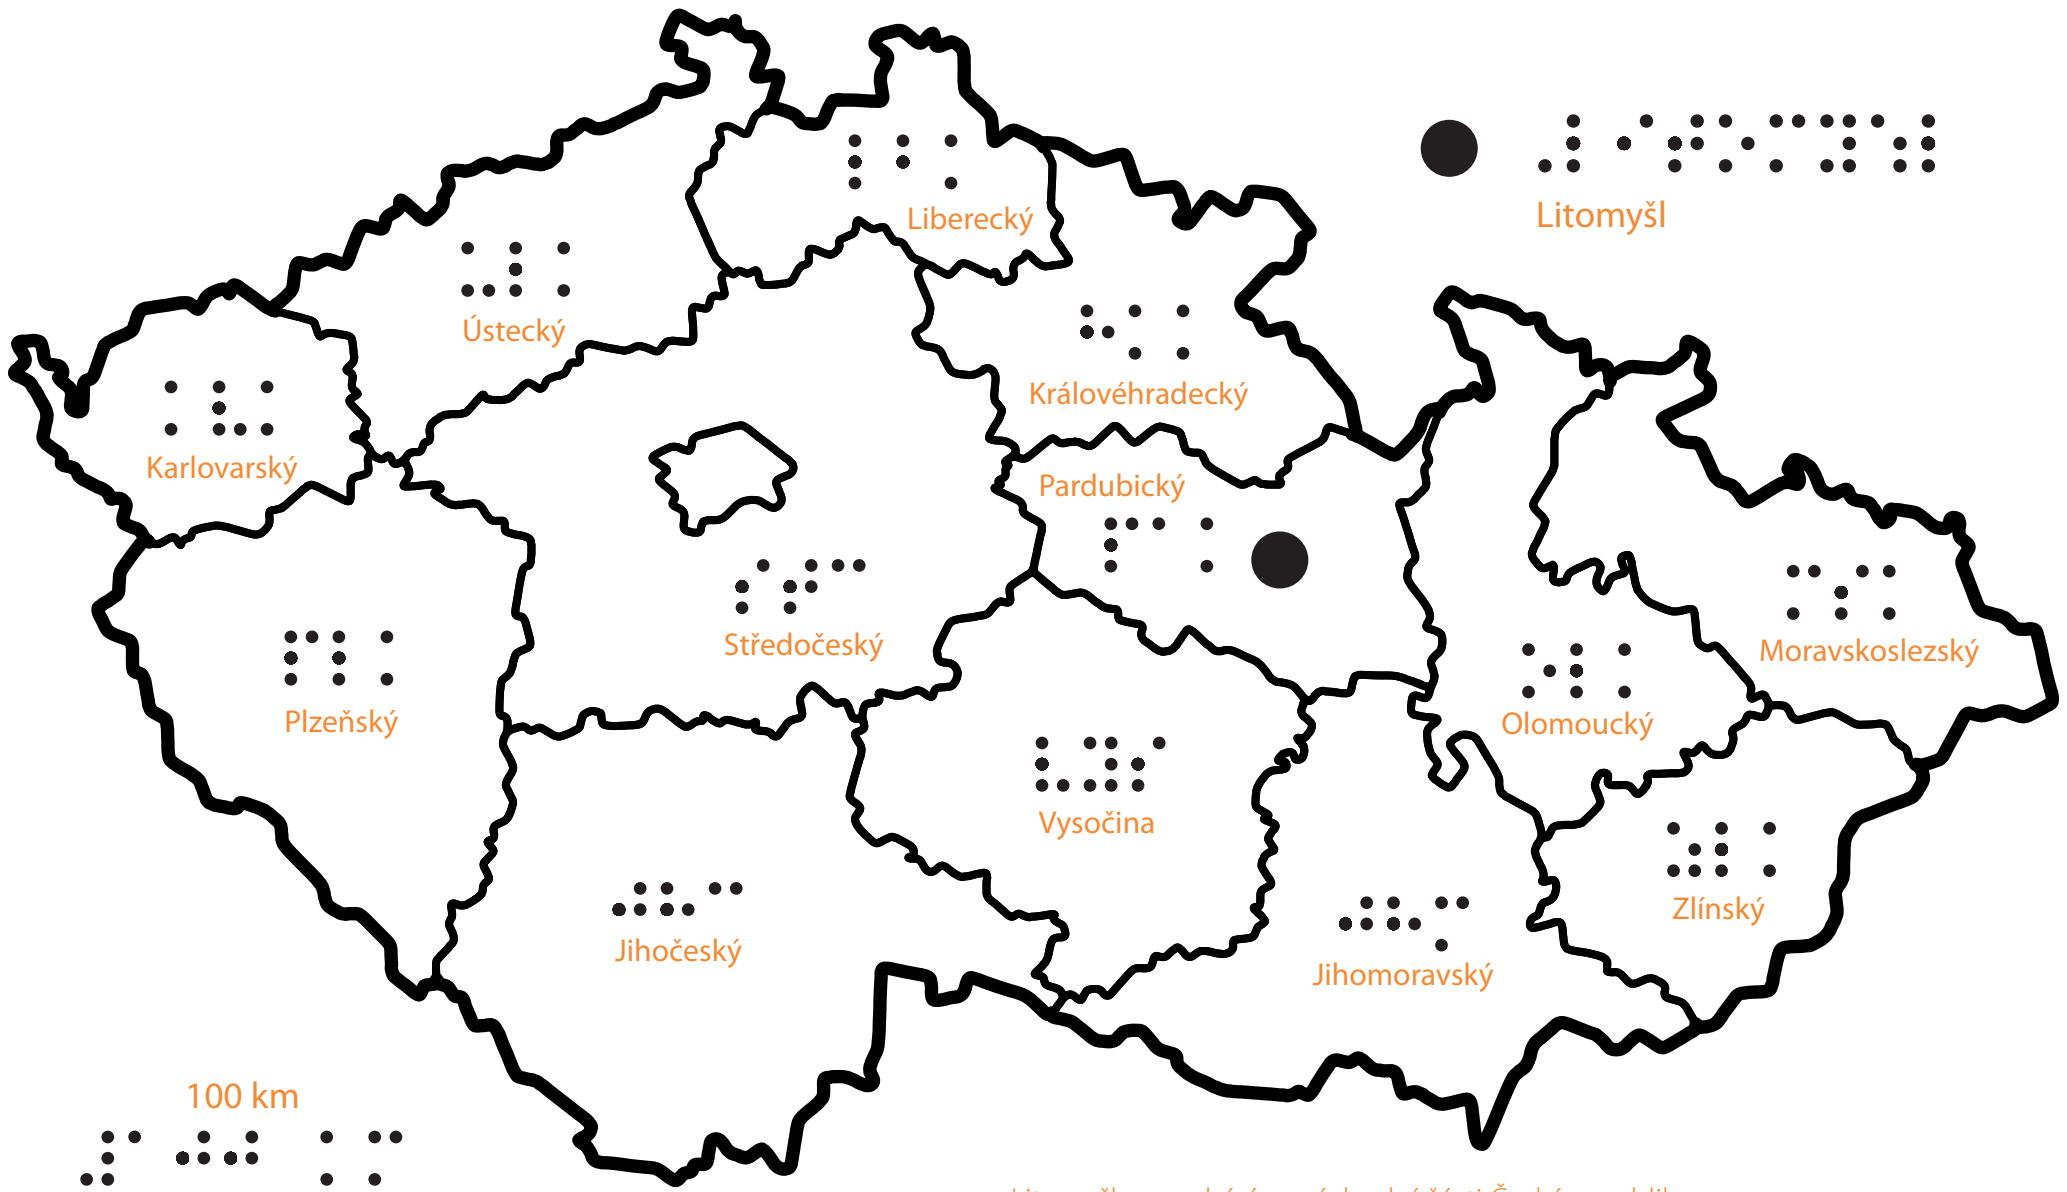 Liberecký
Litomyšl
Ústecký
Královéhradecký
Karlovarský
Pardubický
Středočeský
Moravskoslezský
Plzeňský
Olomoucký
Vysočina
Zlínský
Jihočeský
Jihomoravský
100 km